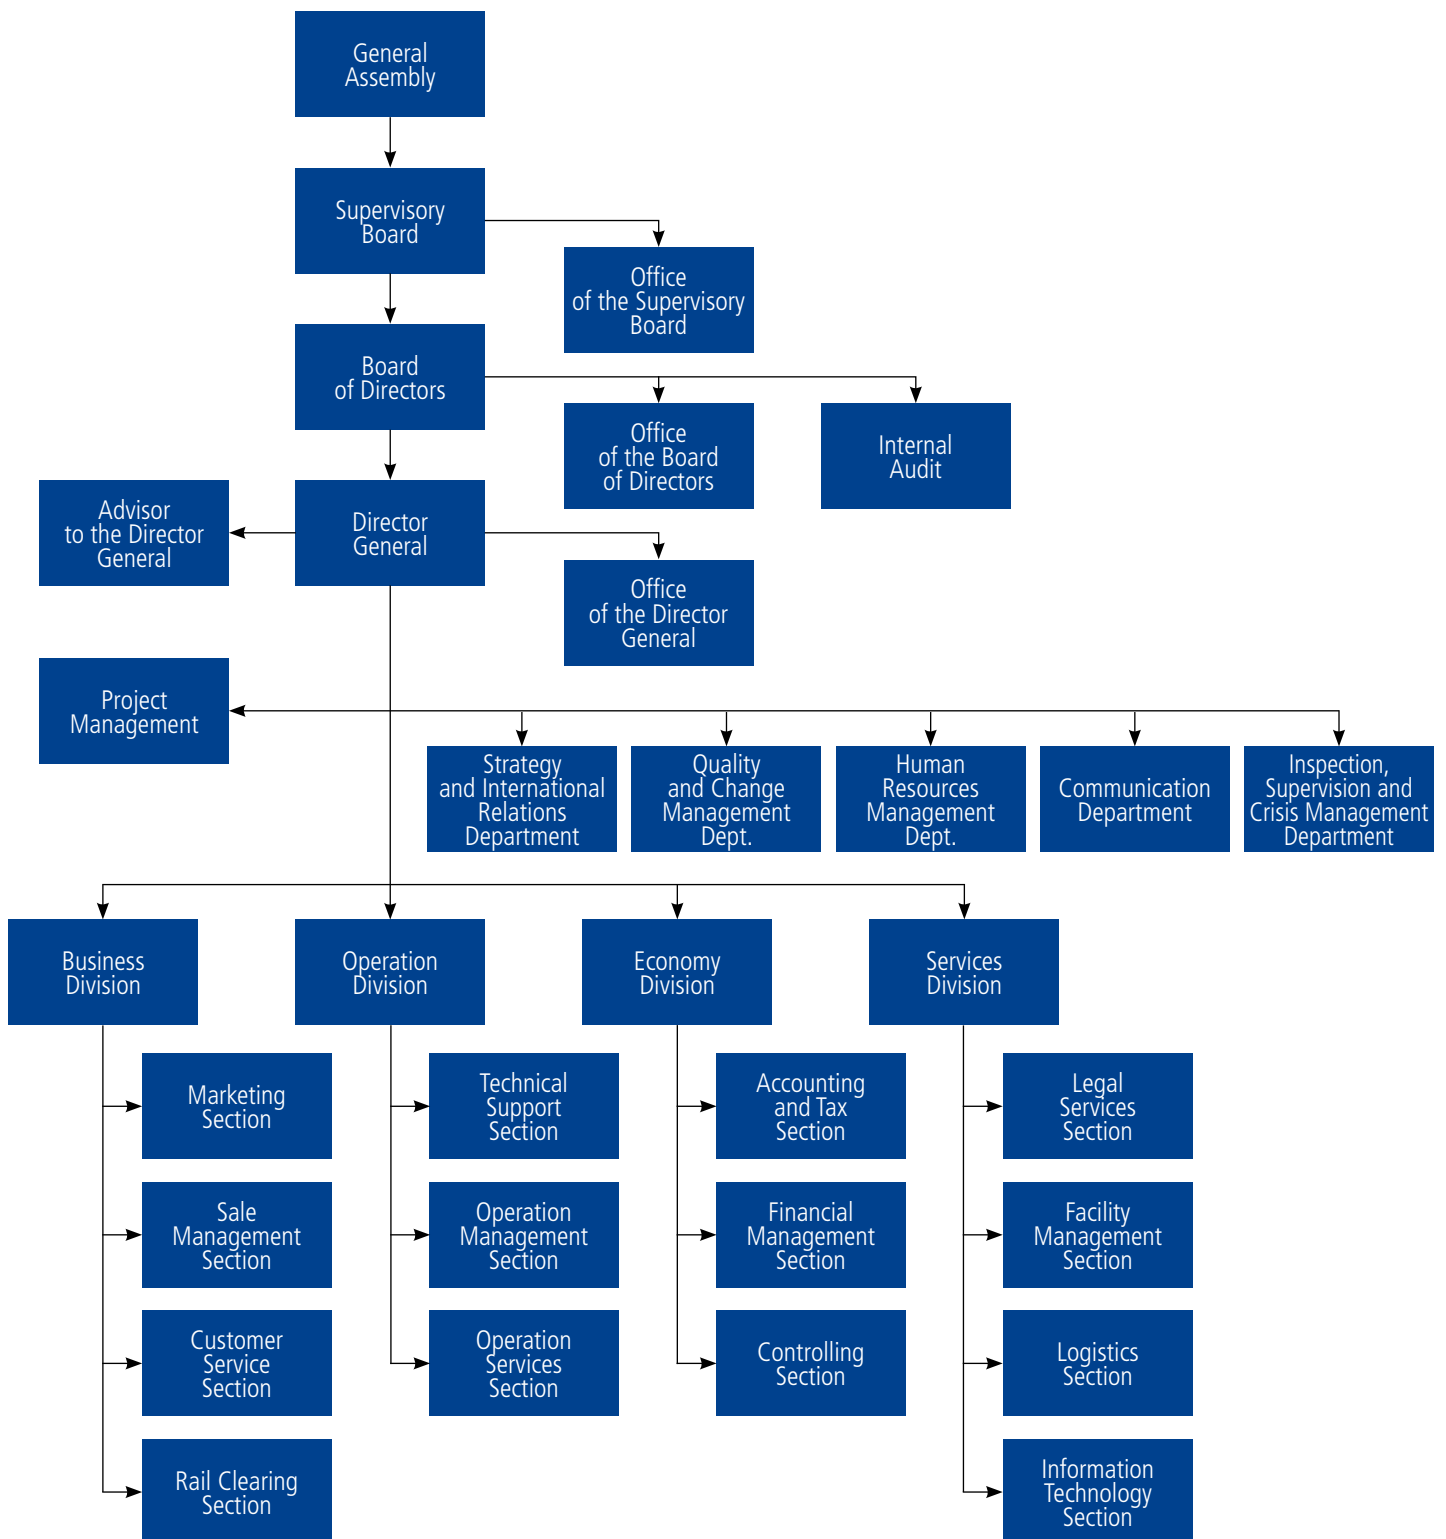 General
Assembly
Supervisory
Board
Office
of the Supervisory
Board
Board
of Directors
Office
of the Board
of Directors
Internal
Audit
Advisor
to the Director
General
Director
General
Office
of the Director
General
Project
Management
Strategy
and International
Relations
Department
Quality
and Change
Management
Dept.
Human
Resources
Management
Dept.
Communication
Department
Inspection,
Supervision and
Crisis Management
Department
Business
Division
Operation
Division
Economy
Division
Services
Division
Marketing
Section
Technical
Support
Section
Accounting
and Tax
Section
Legal
Services
Section
Sale
Management
Section
Operation
Management
Section
Financial
Management
Section
Facility
Management
Section
Customer
Service
Section
Operation
Services
Section
Controlling
Section
Logistics
Section
Rail Clearing
Section
Information
Technology
Section